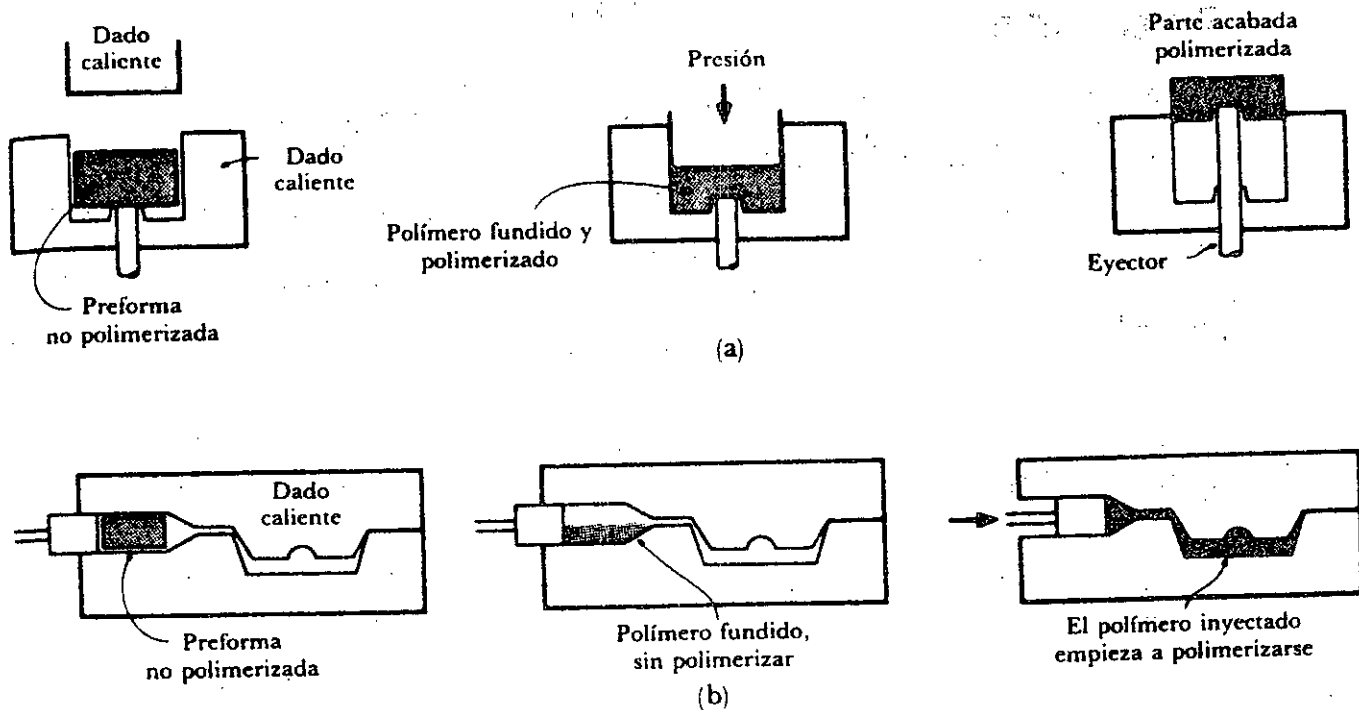 Dado
caliente
Dado
caliente
Preforma
no polimerizada
Presión
Polímero fundido y
polimerizado
Parte acabada
polimerizada
Eyector
(a)
Dado
caliente
Preforma
no polimerizada
Polímero fundido,
sin polimerizar
El polímero inyectado
empieza a polimerizarse
(b)